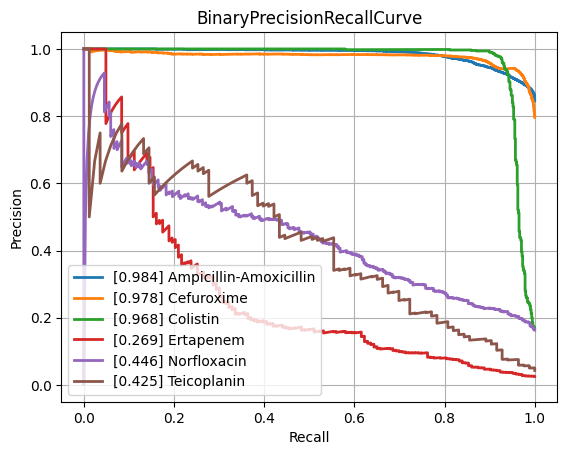 BinaryPrecisionRecallCurve
1.0
0.8
0.6
0.4
0.2
0.0
Precision
[0.984] Ampicillin-Amoxicillin
[0.978] Cefuroxime
[0.968] Colistin
[0.269] Ertapenem
[0.446] Norfloxacin
[0.425] Teicoplanin
0.0 0.2 0.4 0.6 0.8 1.0
Recall